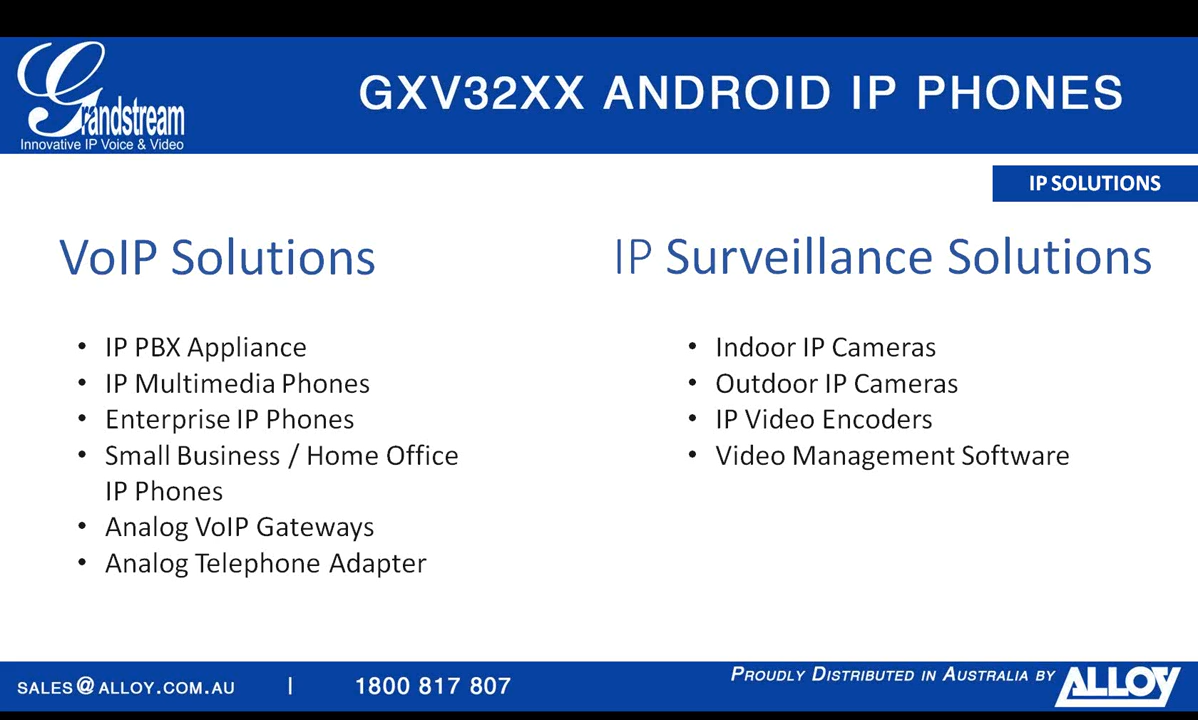 Grandstream
Innovative IP Voice & Video
GXV32XX ANDROID IP PHONES
IP SOLUTIONS
VoIP Solutions
• IP PBX Appliance
• IP Multimedia Phones
• Enterprise IP Phones
• Small Business / Home Office
IP Phones
• Analog VoIP Gateways
• Analog Telephone Adapter
IP Surveillance Solutions
• Indoor IP Cameras
• Outdoor IP Cameras
• IP Video Encoders
• Video Management Software
SALES@ALLOY.COM.AU | 1800 817 807
PROUDLY DISTRIBUTED IN AUSTRALIA BY ALLOY